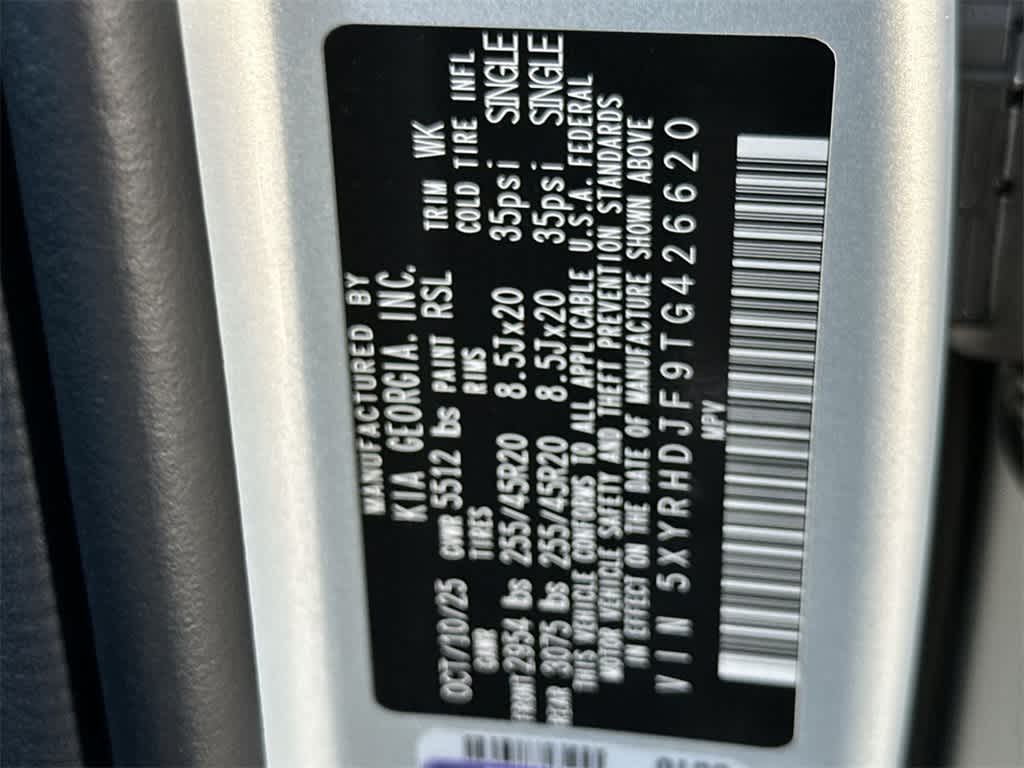 MANUFACTURED BY
KIA GEORGIA. INC.
OCT/10/25 GVWR 5512 lbs PAINT RSL TRIM WK
GAWR TIRES RIMS COLD TIRE INFL
FRONT 2954 lbs 255/45R20 8.5Jx20 35psi SINGLE
REAR 3075 lbs 255/45R20 8.5Jx20 35psi SINGLE
THIS VEHICLE CONFORMS TO ALL APPLICABLE U.S.A. FEDERAL
MOTOR VEHICLE SAFETY AND THEFT PREVENTION STANDARDS
IN EFFECT ON THE DATE OF MANUFACTURE SHOWN ABOVE
VIN 5XYRHDJF9TG426620
MPV